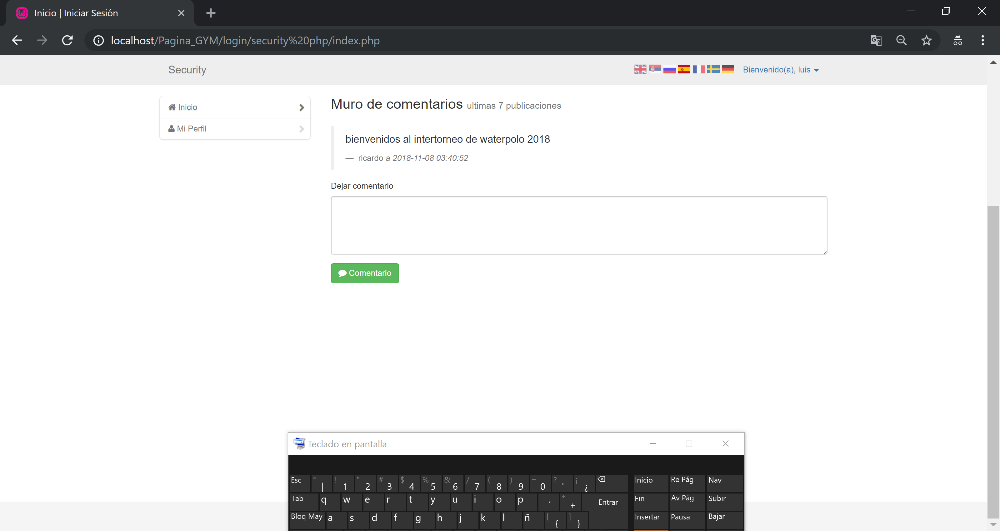 Inicio | Iniciar Sesión
localhost/Pagina_GYM/login/security%20php/index.php
Security
Bienvenido(a), luis
Inicio
Mi Perfil
Muro de comentarios ultimas 7 publicaciones
bienvenidos al intertorneo de waterpolo 2018
— ricardo a 2018-11-08 03:40:52
Dejar comentario
Comentario
Teclado en pantalla
Esc ° | ! 1 " 2 # 3 $ 4 % 5 & 6 / 7 ( 8 ) 9 = 0 ? ' ¡ ¿ Inicio Re Pág Nav
Tab q w e r t y u i o p ¨ ´ * + Entrar Fin Av Pág Subir
Bloq May a s d f g h j k l ñ [ { ] } Insertar Pausa Bajar